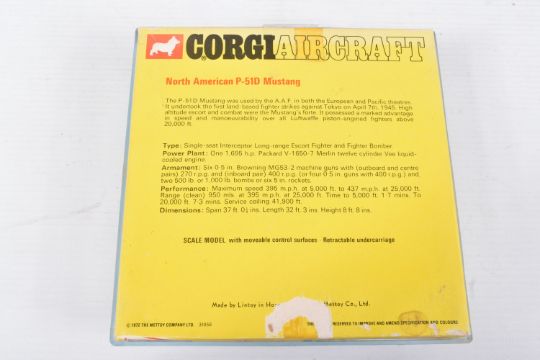 CORGI AIRCRAFT
North American P-51D Mustang
The P-51D Mustang was used by the A.A.F. in both the European and Pacific theatres.
It undertook the first land-based fighter strikes against Tokyo on April 7th, 1945. High
altitude escort and combat were the Mustang's forte. It possessed vast advantage
in speed and manoeuvrability over all Luftwaffe piston-engined fighters above
20,000 ft.
Type: Single-seat Interceptor Long-range Escort Fighter and Fighter Bomber
Power Plant: One 1,695 h.p. Packard V-1650-7 Merlin twelve cylinder Vee liquid-
cooled engine.
Armament: Six 0·5 in. Browning MG53-2 machine guns with (outboard and centre
pairs) 270 r.p.g. and (inboard pair) 400 r.p.g. (or four 0·5 in. guns with 400 r.p.g.) and,
two 500 lb. or 1,000 lb. bombs or six 5 in. rockets.
Performance: Maximum speed 395 m.p.h. at 5,000 ft. to 437 m.p.h. at 25,000 ft.
Range (clean) 950 mls. at 395 m.p.h. at 25,000 ft. Time to 5,000 ft. 1·7 mins. To
20,000 ft. 7·3 mins. Service ceiling 41,900 ft.
Dimensions: Span 37 ft. 0½ ins. Length 32 ft. 3 ins. Height 8 ft. 8 ins.
SCALE MODEL with moveable control surfaces · Retractable undercarriage
Made by Lintoy in Mettoy Co., Ltd.
© 1972 THE METTOY COMPANY LTD.
RESERVED TO IMPROVE AND AMEND SPECIFICATION AND COLOURS